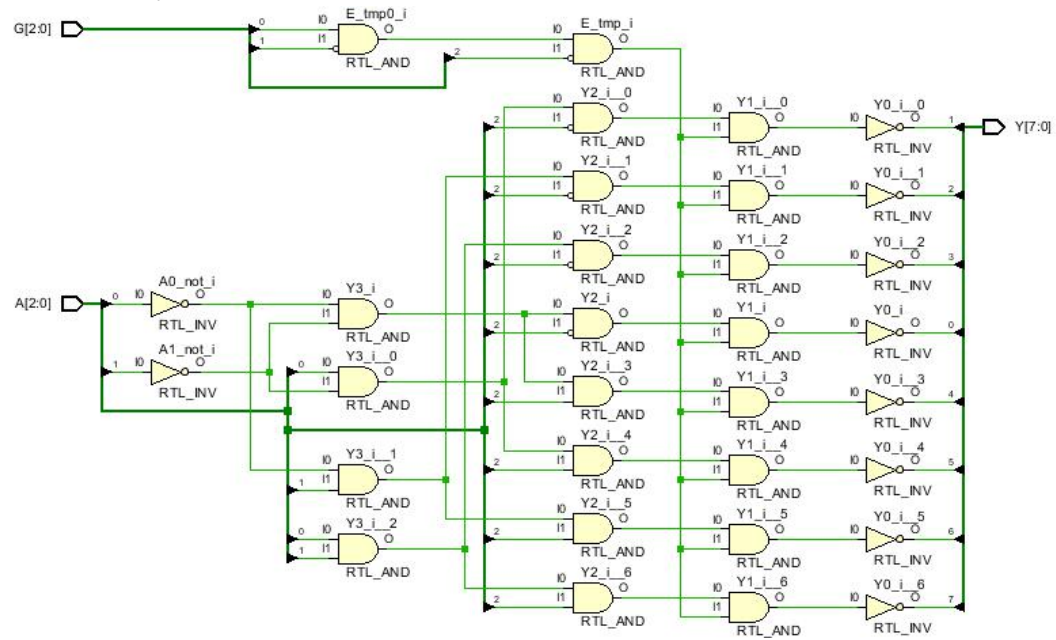 G[2:0]
0
1
I0
I1
E_tmp0_i
O
RTL_AND
2
I0
I1
E_tmp_i
O
RTL_AND
2
I0
I1
Y2_i__0
O
RTL_AND
I0
I1
Y1_i__0
O
RTL_AND
I0
Y0_i__0
O
RTL_INV
1
Y[7:0]
2
I0
I1
Y2_i__1
O
RTL_AND
I0
I1
Y1_i__1
O
RTL_AND
I0
Y0_i__1
O
RTL_INV
2
2
I0
I1
Y2_i__2
O
RTL_AND
I0
I1
Y1_i__2
O
RTL_AND
I0
Y0_i__2
O
RTL_INV
3
A[2:0]
0
I0
A0_not_i
O
RTL_INV
I0
I1
Y3_i
O
RTL_AND
2
I0
I1
Y2_i
O
RTL_AND
I0
I1
Y1_i
O
RTL_AND
I0
Y0_i
O
RTL_INV
0
1
I0
A1_not_i
O
RTL_INV
0
I0
I1
Y3_i__0
O
RTL_AND
2
I0
I1
Y2_i__3
O
RTL_AND
I0
I1
Y1_i__3
O
RTL_AND
I0
Y0_i__3
O
RTL_INV
4
1
I0
I1
Y3_i__1
O
RTL_AND
2
I0
I1
Y2_i__4
O
RTL_AND
I0
I1
Y1_i__4
O
RTL_AND
I0
Y0_i__4
O
RTL_INV
5
0
1
I0
I1
Y3_i__2
O
RTL_AND
2
I0
I1
Y2_i__5
O
RTL_AND
I0
I1
Y1_i__5
O
RTL_AND
I0
Y0_i__5
O
RTL_INV
6
2
I0
I1
Y2_i__6
O
RTL_AND
I0
I1
Y1_i__6
O
RTL_AND
I0
Y0_i__6
O
RTL_INV
7